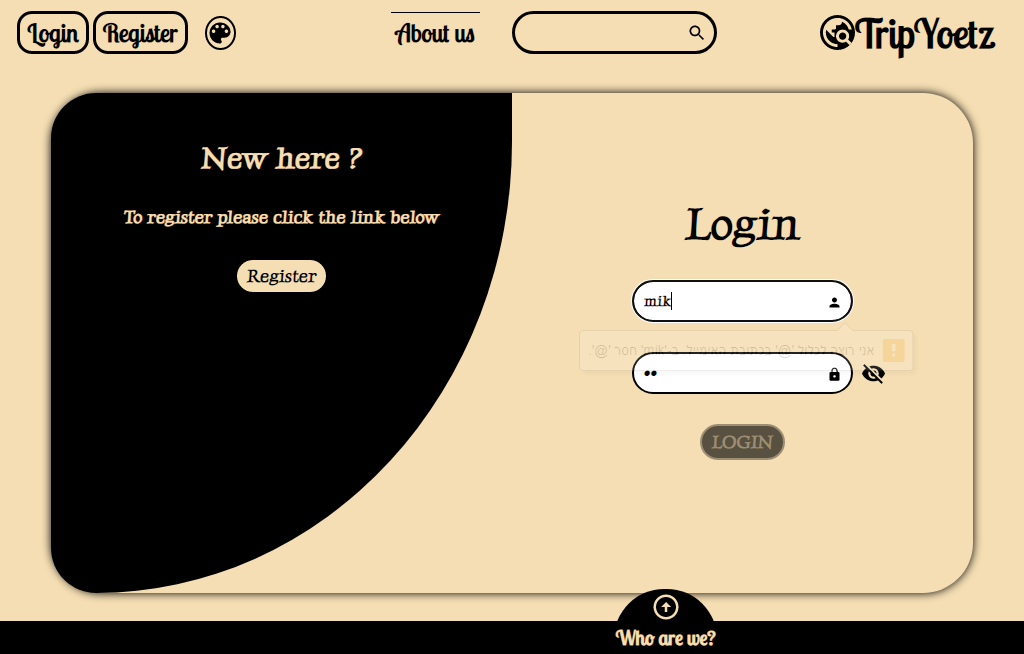 Login
Register
About us
TripYoetz
New here ?
To register please click the link below
Register
Login
mik
אני רוצה לכלול '@' בכתובת האימייל. ב-'mik' חסר '@'.
••
LOGIN
Who are we?